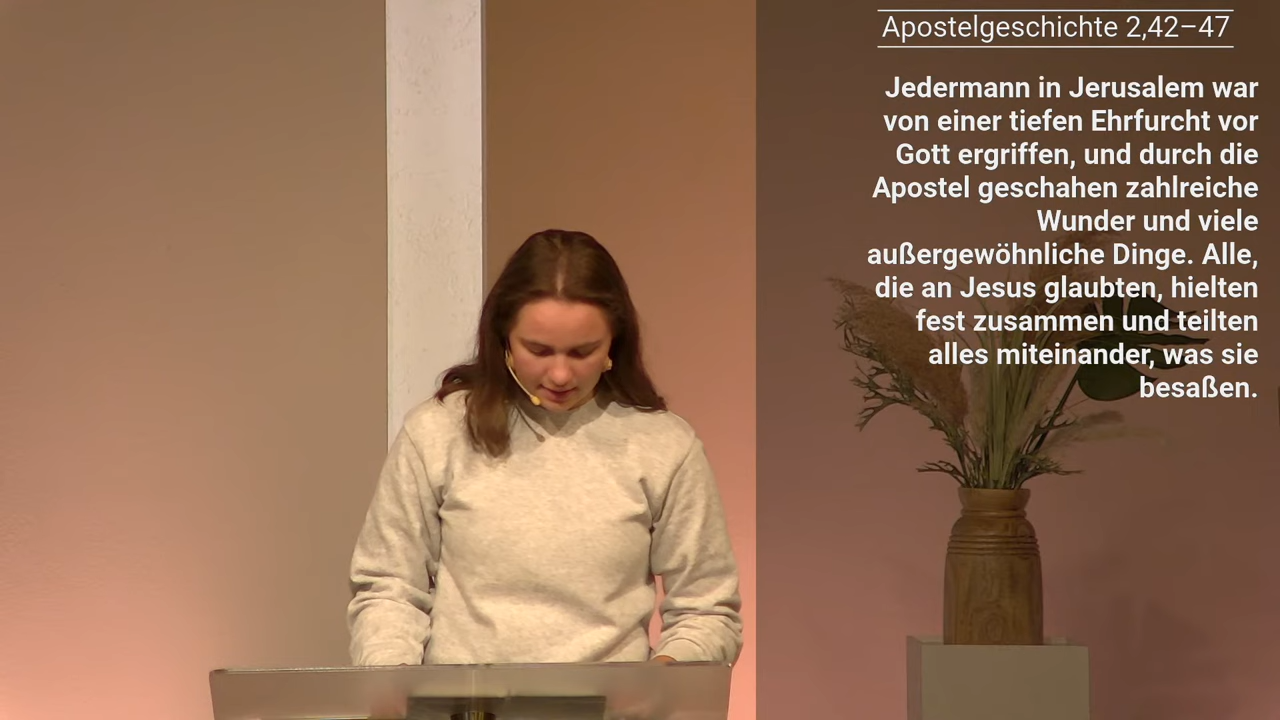 Apostelgeschichte 2,42–47
Jedermann in Jerusalem war
von einer tiefen Ehrfurcht vor
Gott ergriffen, und durch die
Apostel geschahen zahlreiche
Wunder und viele
außergewöhnliche Dinge. Alle,
die an Jesus glaubten, hielten
fest zusammen und teilten
alles miteinander, was sie
besaßen.